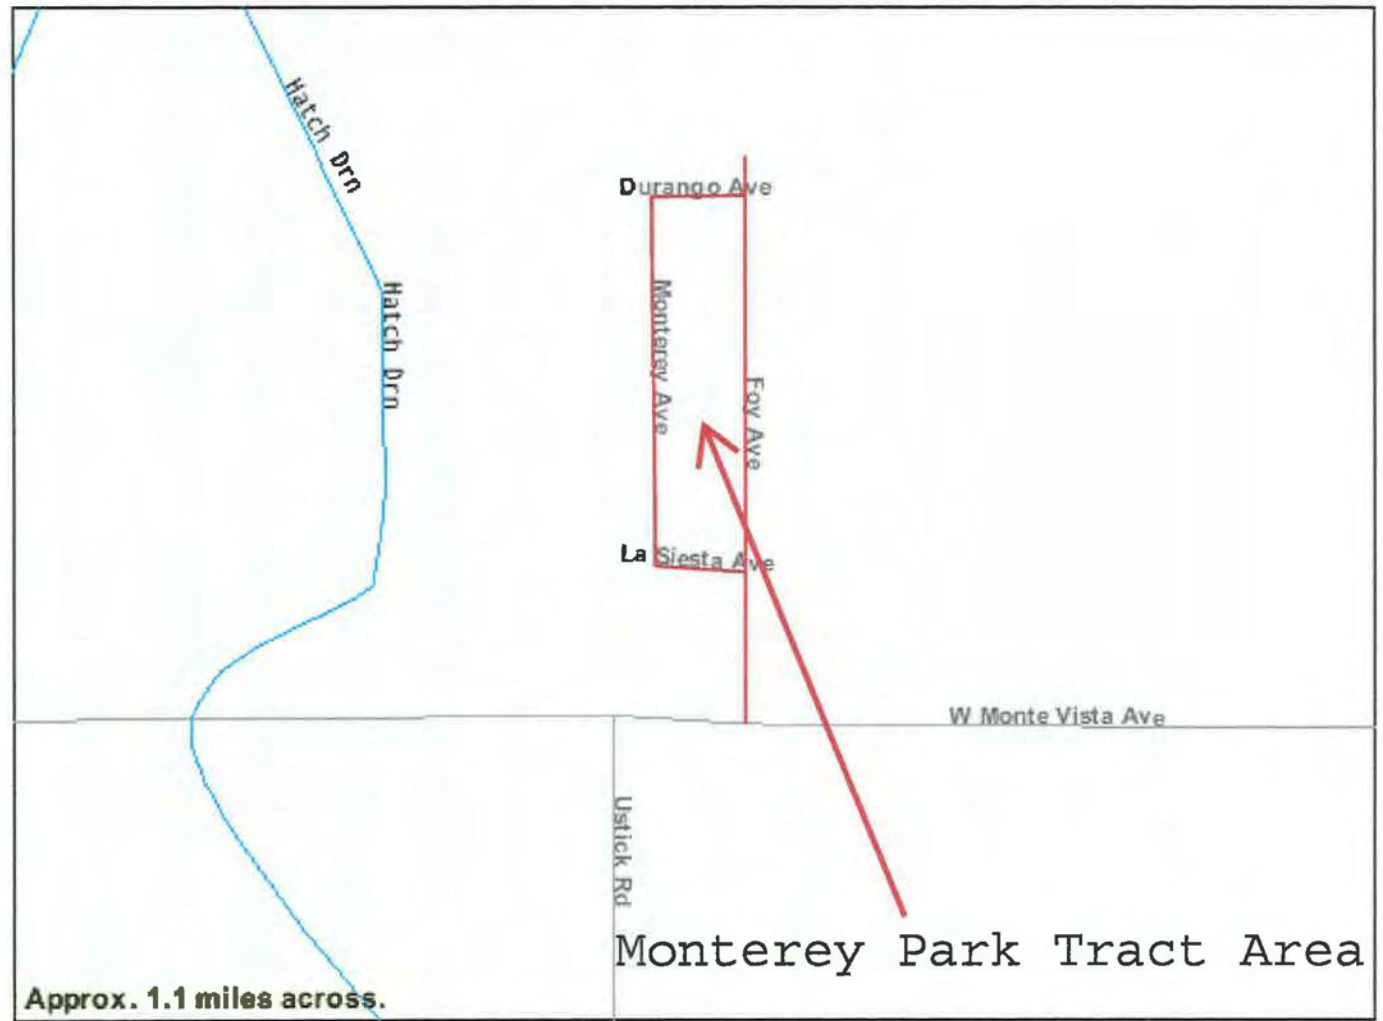 Hatch Drn
Durango Ave
Hatch Drn
Monterey Ave
Foy Ave
La Siesta Ave
W Monte Vista Ave
Ustick Rd
Monterey Park Tract Area
Approx. 1.1 miles across.